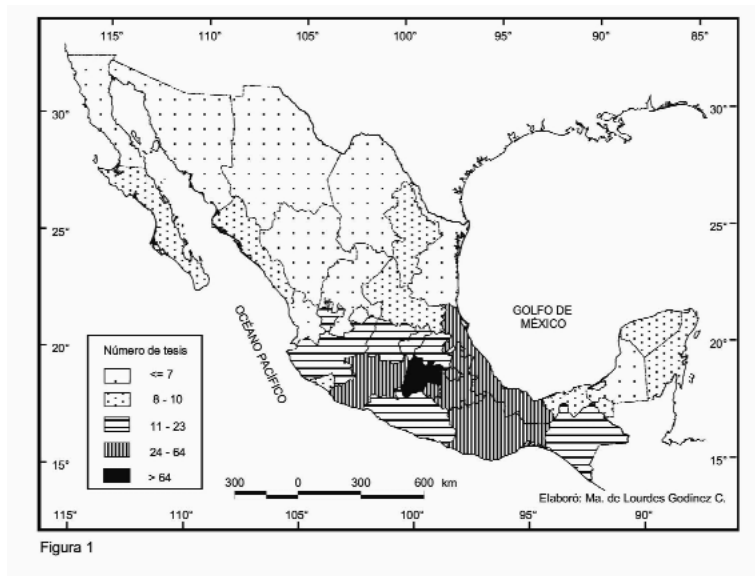 115° 110° 105° 100° 95° 90° 85°
30° 30°
25° 25°
GOLFO DE
MÉXICO
OCÉANO PACÍFICO
20° 20°
Número de tesis
<= 7
8 - 10
11 - 23
24 - 64
> 64
15° 15°
300 0 300 600 km
Elaboró: Ma. de Lourdes Godínez C.
115° 110° 105° 100° 95° 90°
Figura 1